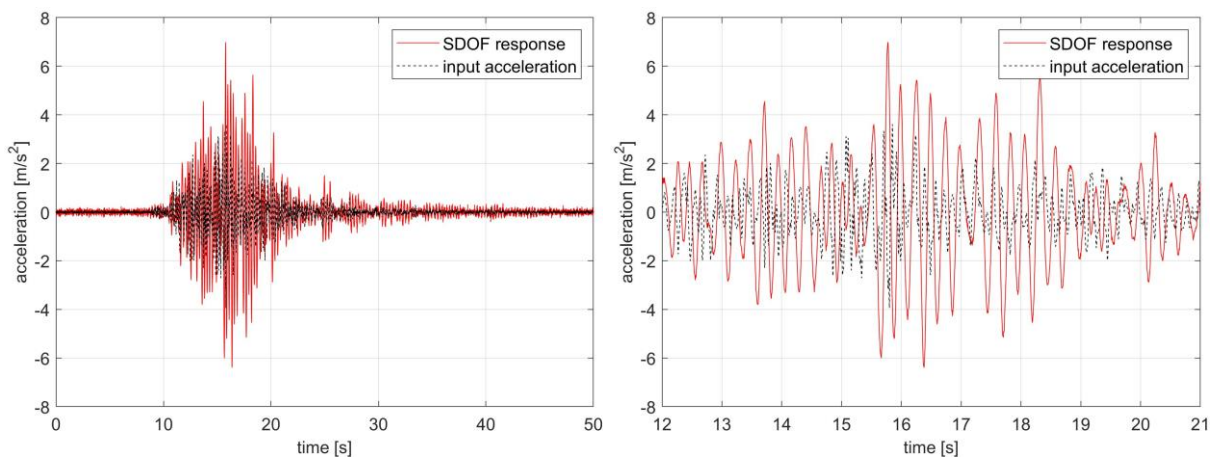 8
6
4
2
0
-2
-4
-6
-8
acceleration [m/s²]
SDOF response
input acceleration
0 10 20 30 40 50
time [s]
8
6
4
2
0
-2
-4
-6
-8
acceleration [m/s²]
SDOF response
input acceleration
12 13 14 15 16 17 18 19 20 21
time [s]